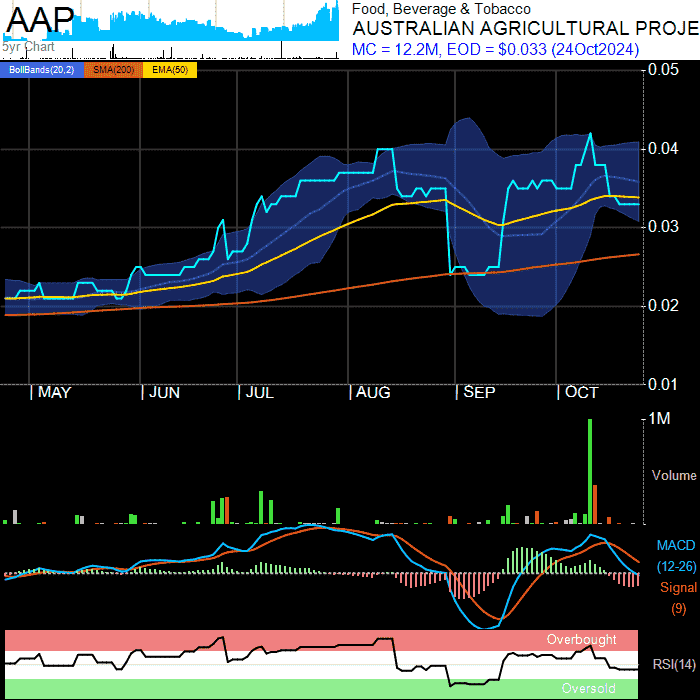 AAP
5yr Chart
Food, Beverage & Tobacco
AUSTRALIAN AGRICULTURAL PROJE
MC = 12.2M, EOD = $0.033 (24Oct2024)
BollBands(20,2) SMA(200) EMA(50)
0.05
0.04
0.03
0.02
0.01
MAY JUN JUL AUG SEP OCT
1M
Volume
MACD
(12-26)
Signal
(9)
Overbought
RSI(14)
Oversold